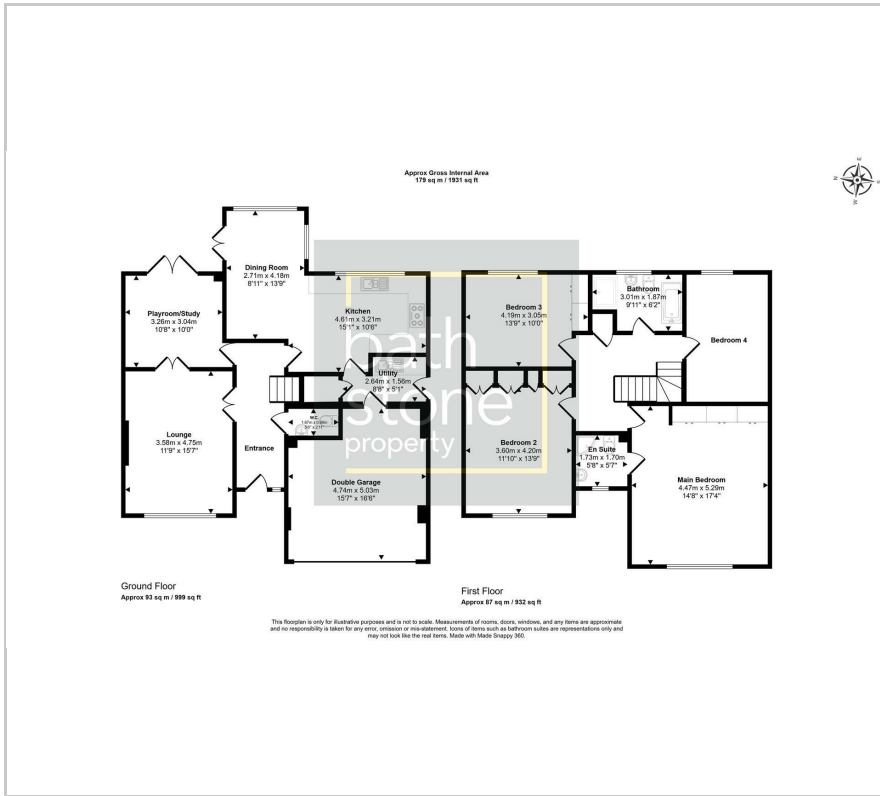 Approx Gross Internal Area
179 sq m / 1931 sq ft
N
E
S
W
Dining Room
2.71m x 4.18m
8'11" x 13'9"
Playroom/Study
3.26m x 3.04m
10'8" x 10'0"
Kitchen
4.61m x 3.21m
15'1" x 10'6"
Utility
2.64m x 1.56m
8'8" x 5'1"
W.C.
Lounge
3.58m x 4.75m
11'9" x 15'7"
Entrance
Double Garage
4.74m x 5.03m
15'7" x 16'6"
bath
stone
property
Bedroom 3
4.19m x 3.05m
13'9" x 10'0"
Bathroom
3.01m x 1.87m
9'11" x 6'2"
Bedroom 4
Bedroom 2
3.60m x 4.20m
11'10" x 13'9"
En Suite
1.73m x 1.70m
5'8" x 5'7"
Main Bedroom
4.47m x 5.29m
14'8" x 17'4"
Ground Floor
Approx 93 sq m / 999 sq ft
First Floor
Approx 87 sq m / 932 sq ft
This floorplan is only for illustrative purposes and is not to scale. Measurements of rooms, doors, windows, and any items are approximate
and no responsibility is taken for any error, omission or mis-statement. Icons of items such as bathroom suites are representations only and
may not look like the real items. Made with Made Snappy 360.